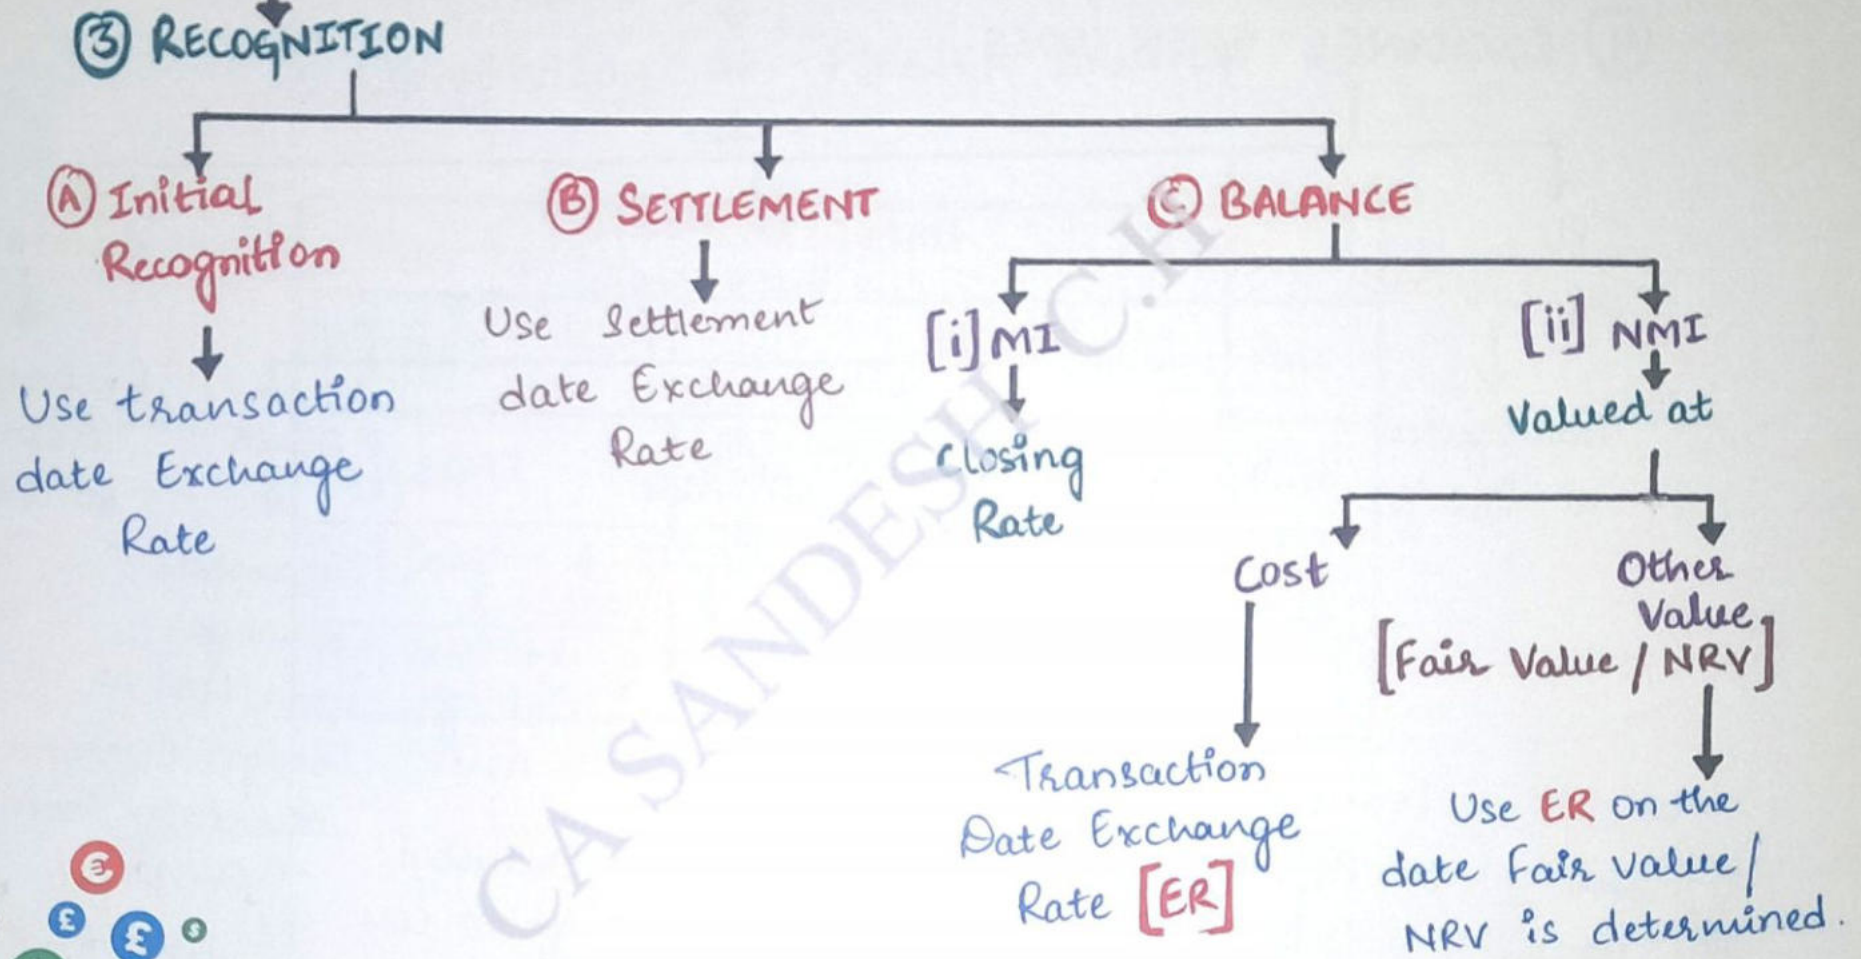 ③ RECOGNITION
Ⓐ Initial
Recognition
Use transaction
date Exchange
Rate
Ⓑ SETTLEMENT
Use Settlement
date Exchange
Rate
Ⓒ BALANCE
[i] MI
Closing
Rate
[ii] NMI
Valued at
Cost
Transaction
Date Exchange
Rate [ER]
Other
Value
[Fair Value / NRV]
Use ER on the
date Fair Value/
NRV is determined.
CA SANDESH C.H